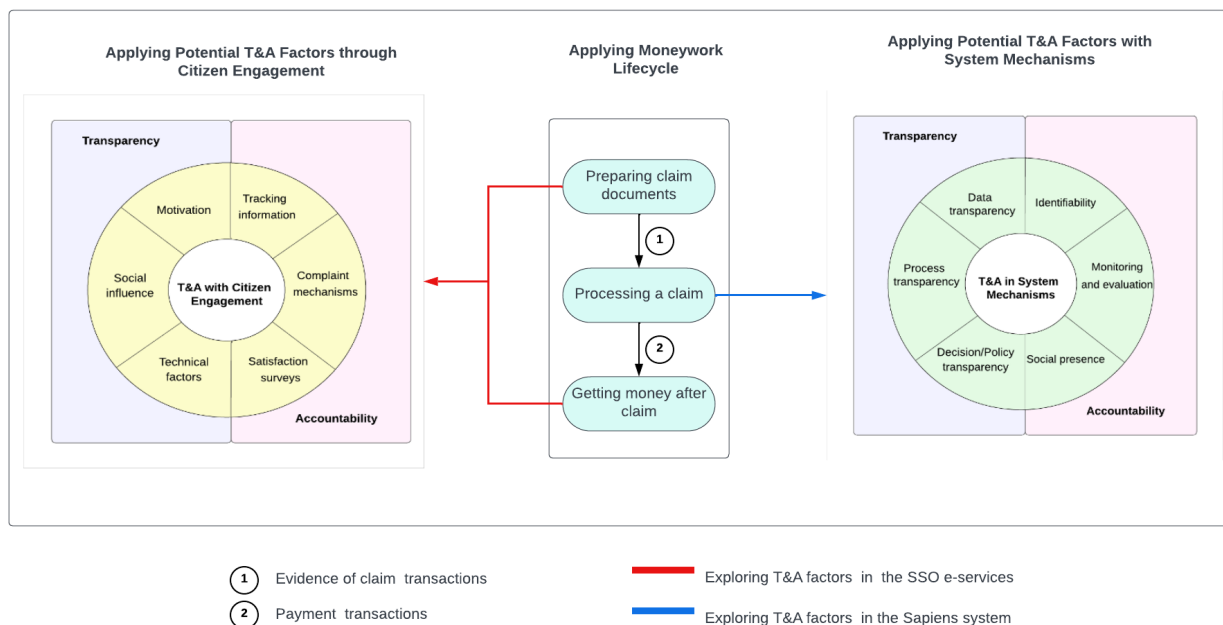 Applying Potential T&A Factors through
Citizen Engagement
Transparency
Motivation
Tracking
information
Social
influence
T&A with Citizen
Engagement
Complaint
mechanisms
Technical
factors
Satisfaction
surveys
Accountability
Applying Moneywork
Lifecycle
Preparing claim
documents
1
Processing a claim
2
Getting money after
claim
Applying Potential T&A Factors with
System Mechanisms
Transparency
Data
transparency
Identifiability
Process
transparency
T&A in System
Mechanisms
Monitoring
and evaluation
Decision/Policy
transparency
Social presence
Accountability
1 Evidence of claim transactions
2 Payment transactions
Exploring T&A factors in the SSO e-services
Exploring T&A factors in the Sapiens system